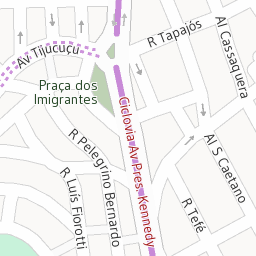 R Tapajós
Al Cassaquera
Av Tijucuçu
Praça dos
Imigrantes
Ciclovia Av Pres. Kennedy
Al S Caetano
R Pelegrino Bernardo
R Luís Fiorotti
R Tefé